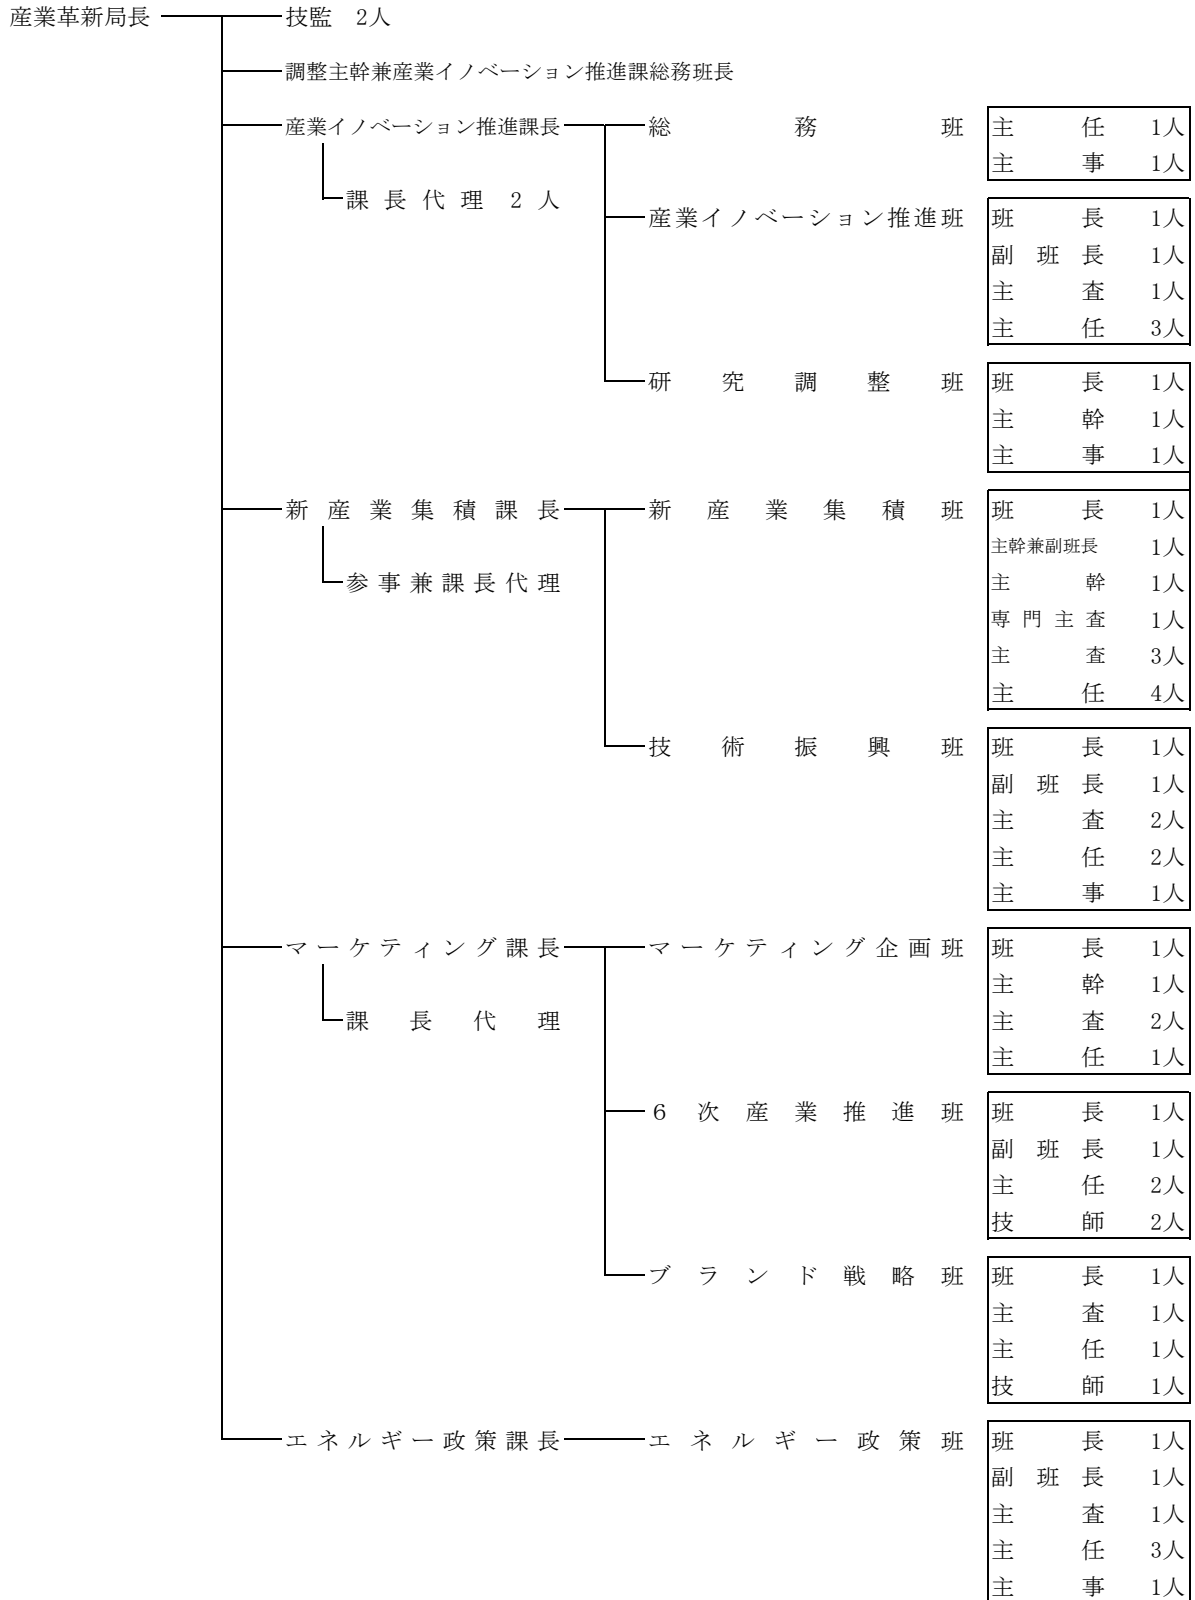 産業革新局長 技監 2人
調整主幹兼産業イノベーション推進課総務班長
産業イノベーション推進課長 総務班 主任 1人
主事 1人
課長代理 2人
産業イノベーション推進班 班長 1人
副班長 1人
主査 1人
主任 3人
研究調整班 班長 1人
主幹 1人
主事 1人
新産業集積課長 新産業集積班 班長 1人
主幹兼副班長 1人
参事兼課長代理 主幹 1人
専門主査 1人
主査 3人
主任 4人
技術振興班 班長 1人
副班長 1人
主査 2人
主任 2人
主事 1人
マーケティング課長 マーケティング企画班 班長 1人
主幹 1人
課長代理 主査 2人
主任 1人
6次産業推進班 班長 1人
副班長 1人
主任 2人
技師 2人
ブランド戦略班 班長 1人
主査 1人
主任 1人
技師 1人
エネルギー政策課長 エネルギー政策班 班長 1人
副班長 1人
主査 1人
主任 3人
主事 1人